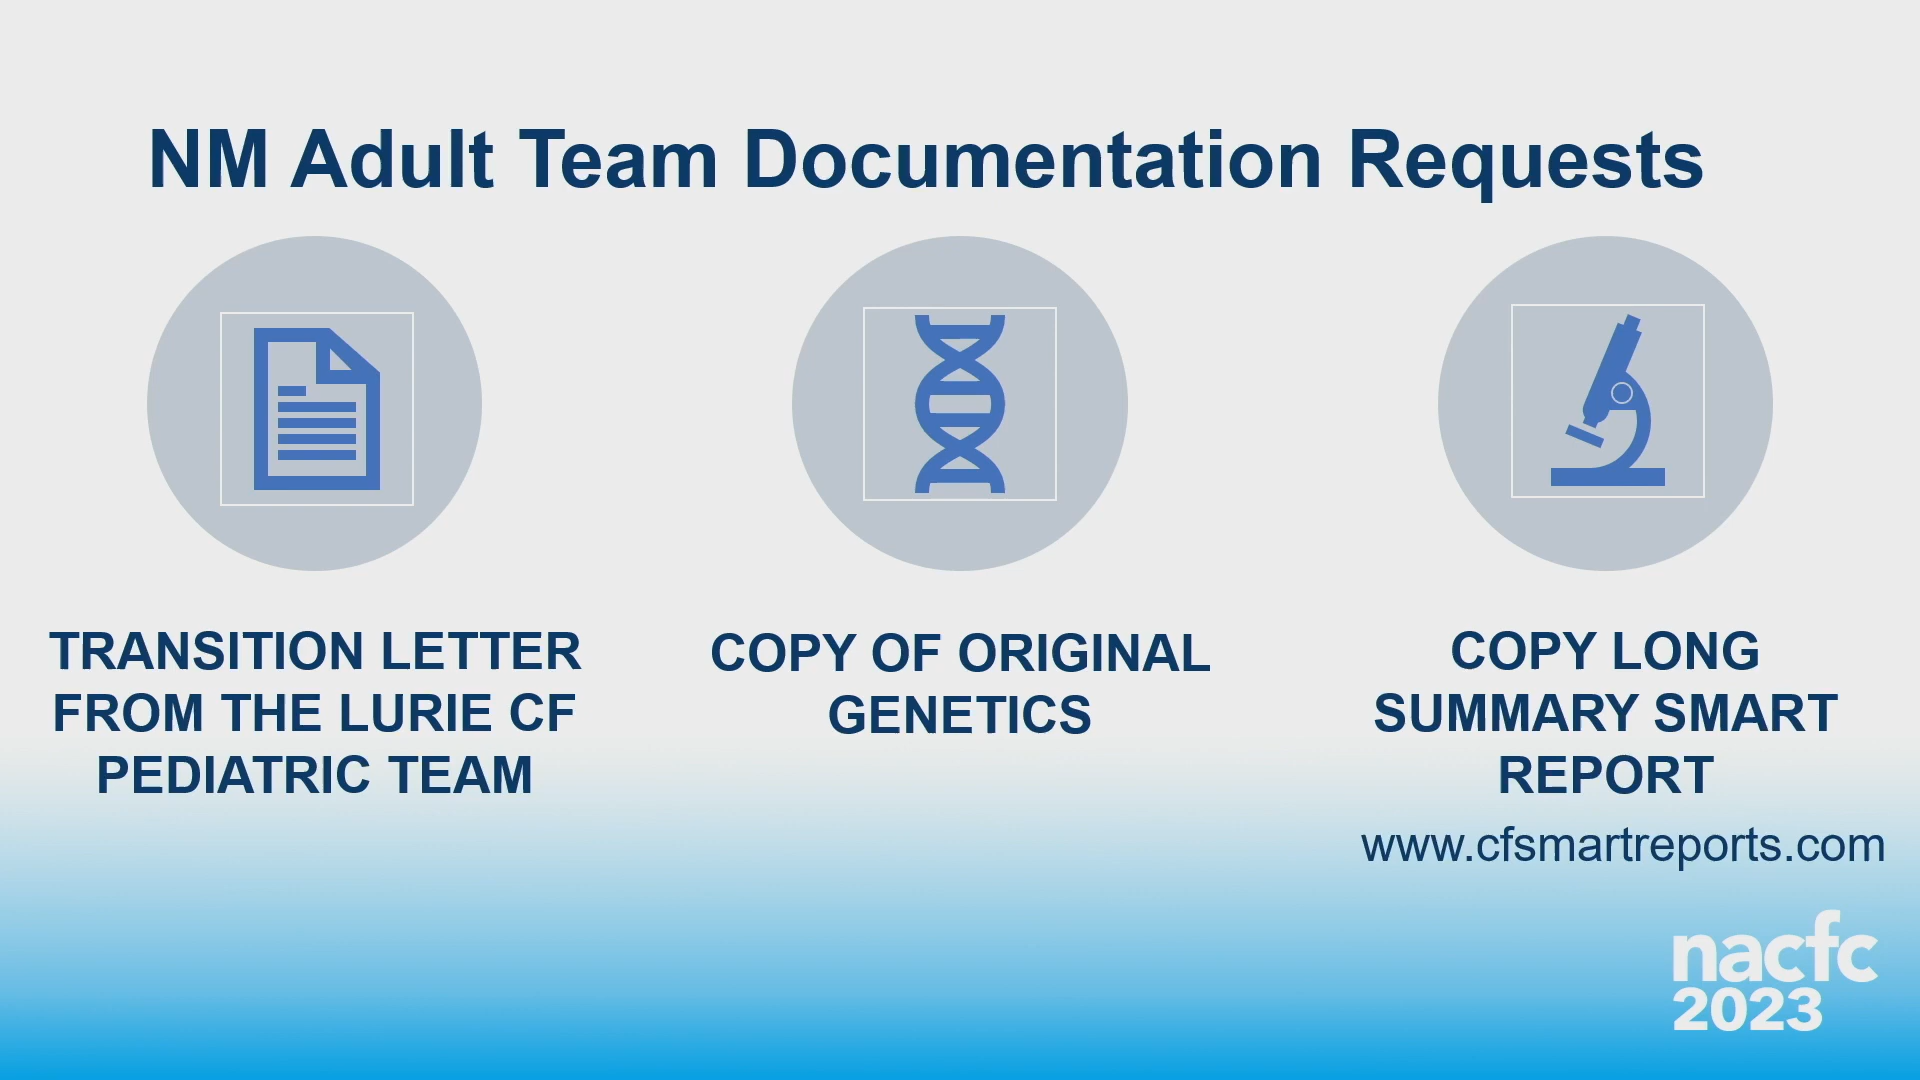 NM Adult Team Documentation Requests
TRANSITION LETTER
FROM THE LURIE CF
PEDIATRIC TEAM
COPY OF ORIGINAL
GENETICS
COPY LONG
SUMMARY SMART
REPORT
www.cfsmartreports.com
nacfc
2023